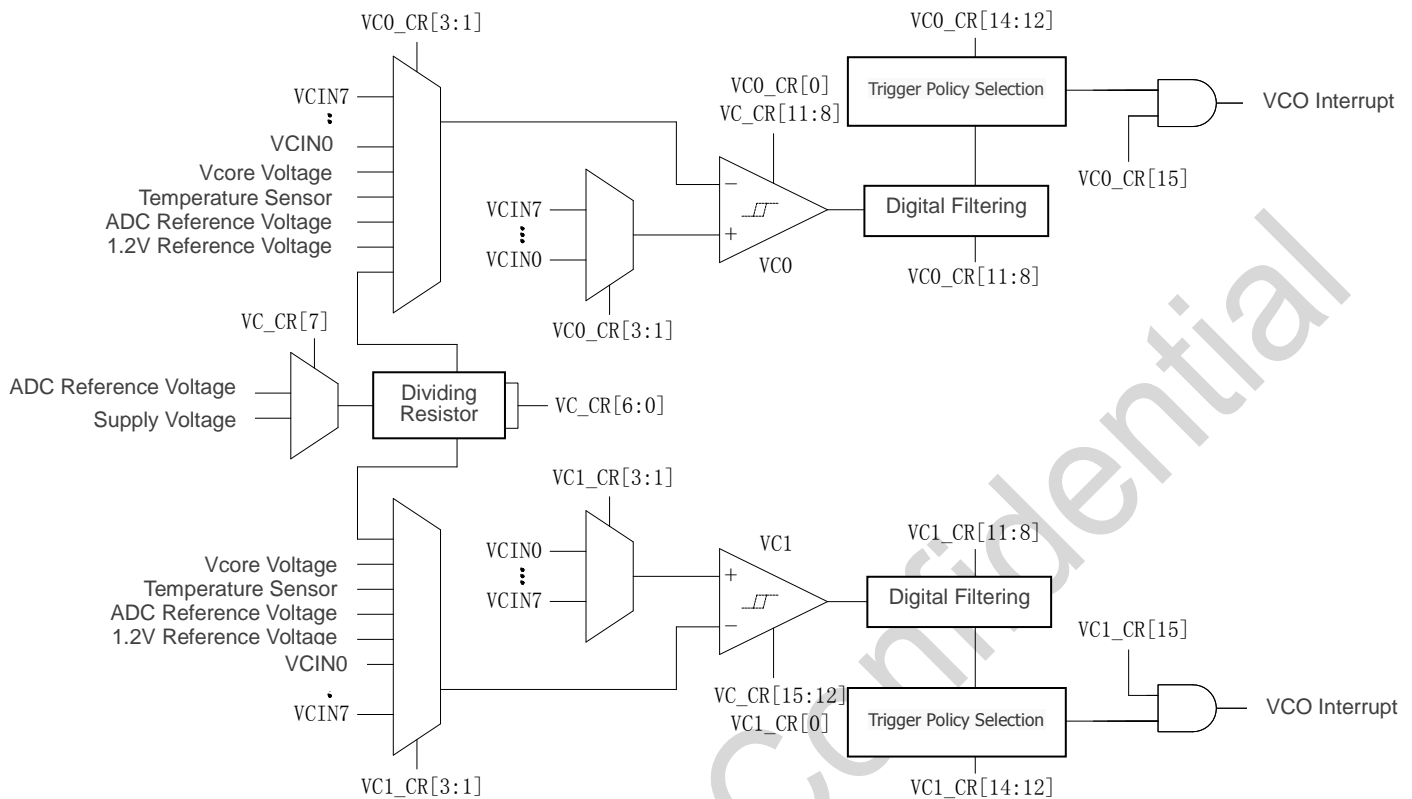 VC0_CR[3:1]
VC0_CR[14:12]
VCIN7
VCIN0
Vcore Voltage
Temperature Sensor
ADC Reference Voltage
1.2V Reference Voltage
VC0_CR[0]
VC_CR[11:8]
Trigger Policy Selection
VCO Interrupt
VC0_CR[15]
VCIN7
VCIN0
−
+
VC0
Digital Filtering
VC0_CR[11:8]
VC0_CR[3:1]
VC_CR[7]
ADC Reference Voltage
Supply Voltage
Dividing
Resistor
VC_CR[6:0]
VC1_CR[3:1]
VCIN0
VCIN7
VC1
+
−
VC1_CR[11:8]
Digital Filtering
Vcore Voltage
Temperature Sensor
ADC Reference Voltage
1.2V Reference Voltage
VCIN0
VCIN7
VC_CR[15:12]
VC1_CR[0]
Trigger Policy Selection
VC1_CR[15]
VCO Interrupt
VC1_CR[3:1]
VC1_CR[14:12]
Confidential